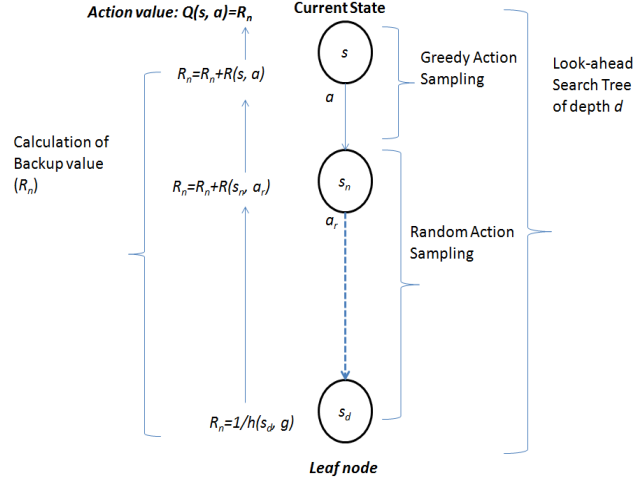 Action value: Q(s, a)=Rn
Current State
s
Rn=Rn+R(s, a)
Greedy Action
Sampling
Look-ahead
Search Tree
of depth d
a
Calculation of
Backup value
(Rn)
sn
Rn=Rn+R(sn, ar)
ar
Random Action
Sampling
sd
Rn=1/h(sd, g)
Leaf node